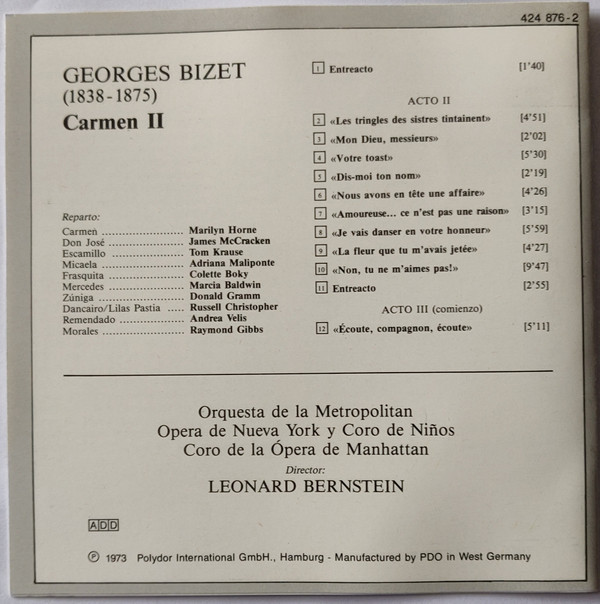 424 876-2
GEORGES BIZET
(1838-1875)
Carmen II
1 Entreacto [1'40]
ACTO II
2 «Les tringles des sistres tintainent» [4'51]
3 «Mon Dieu, messieurs» [2'02]
4 «Votre toast» [5'30]
5 «Dis-moi ton nom» [2'19]
6 «Nous avons en tête une affaire» [4'26]
7 «Amoureuse... ce n'est pas une raison» [3'15]
8 «Je vais danser en votre honneur» [5'59]
9 «La fleur que tu m'avais jetée» [4'27]
10 «Non, tu ne m'aimes pas!» [9'47]
11 Entreacto [2'55]
ACTO III (comienzo)
12 «Écoute, compagnon, écoute» [5'11]
Reparto:
Carmen .................... Marilyn Horne
Don José .................... James McCracken
Escamillo .................... Tom Krause
Micaela .................... Adriana Maliponte
Frasquita .................... Colette Boky
Mercedes .................... Marcia Baldwin
Zúniga .................... Donald Gramm
Dancairo/Lilas Pastia ..... Russell Christopher
Remendado .............. Andrea Velis
Morales .................... Raymond Gibbs
Orquesta de la Metropolitan
Opera de Nueva York y Coro de Niños
Coro de la Ópera de Manhattan
Director:
LEONARD BERNSTEIN
ADD
Ⓟ 1973 Polydor International GmbH., Hamburg - Manufactured by PDO in West Germany